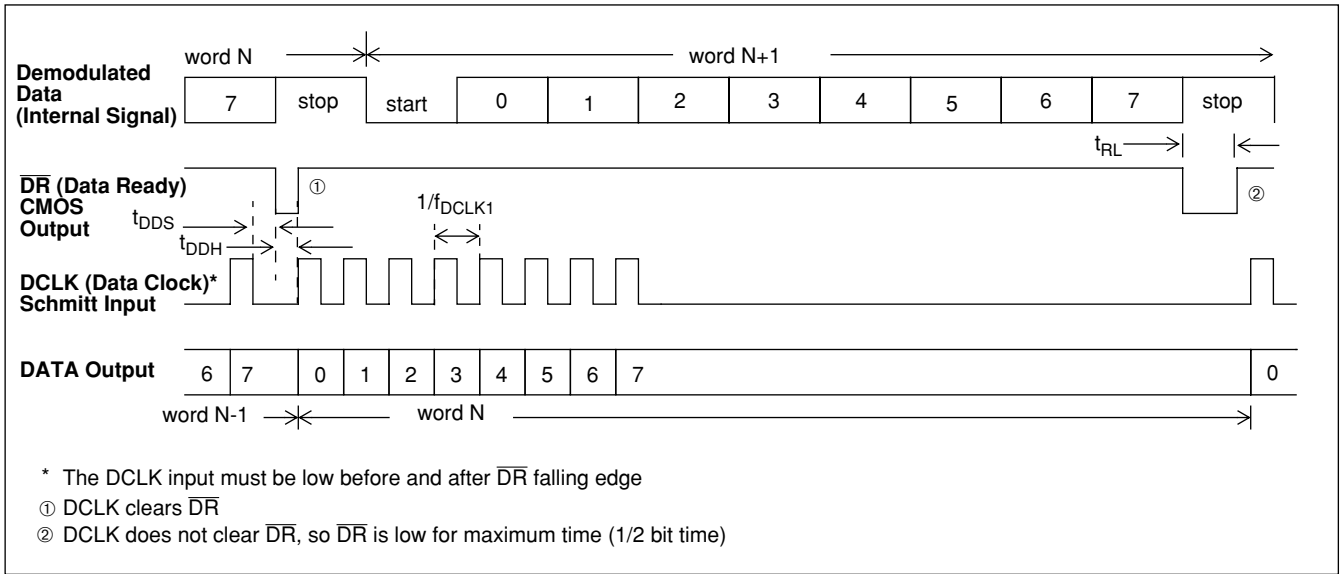 word N
word N+1
Demodulated
Data
(Internal Signal)
7 stop start 0 1 2 3 4 5 6 7 stop
tRL
DR (Data Ready)
CMOS
Output
① ②
1/fDCLK1
tDDS
tDDH
DCLK (Data Clock)*
Schmitt Input
DATA Output
6 7 0 1 2 3 4 5 6 7 0
word N-1
word N
* The DCLK input must be low before and after DR falling edge
① DCLK clears DR
② DCLK does not clear DR, so DR is low for maximum time (1/2 bit time)